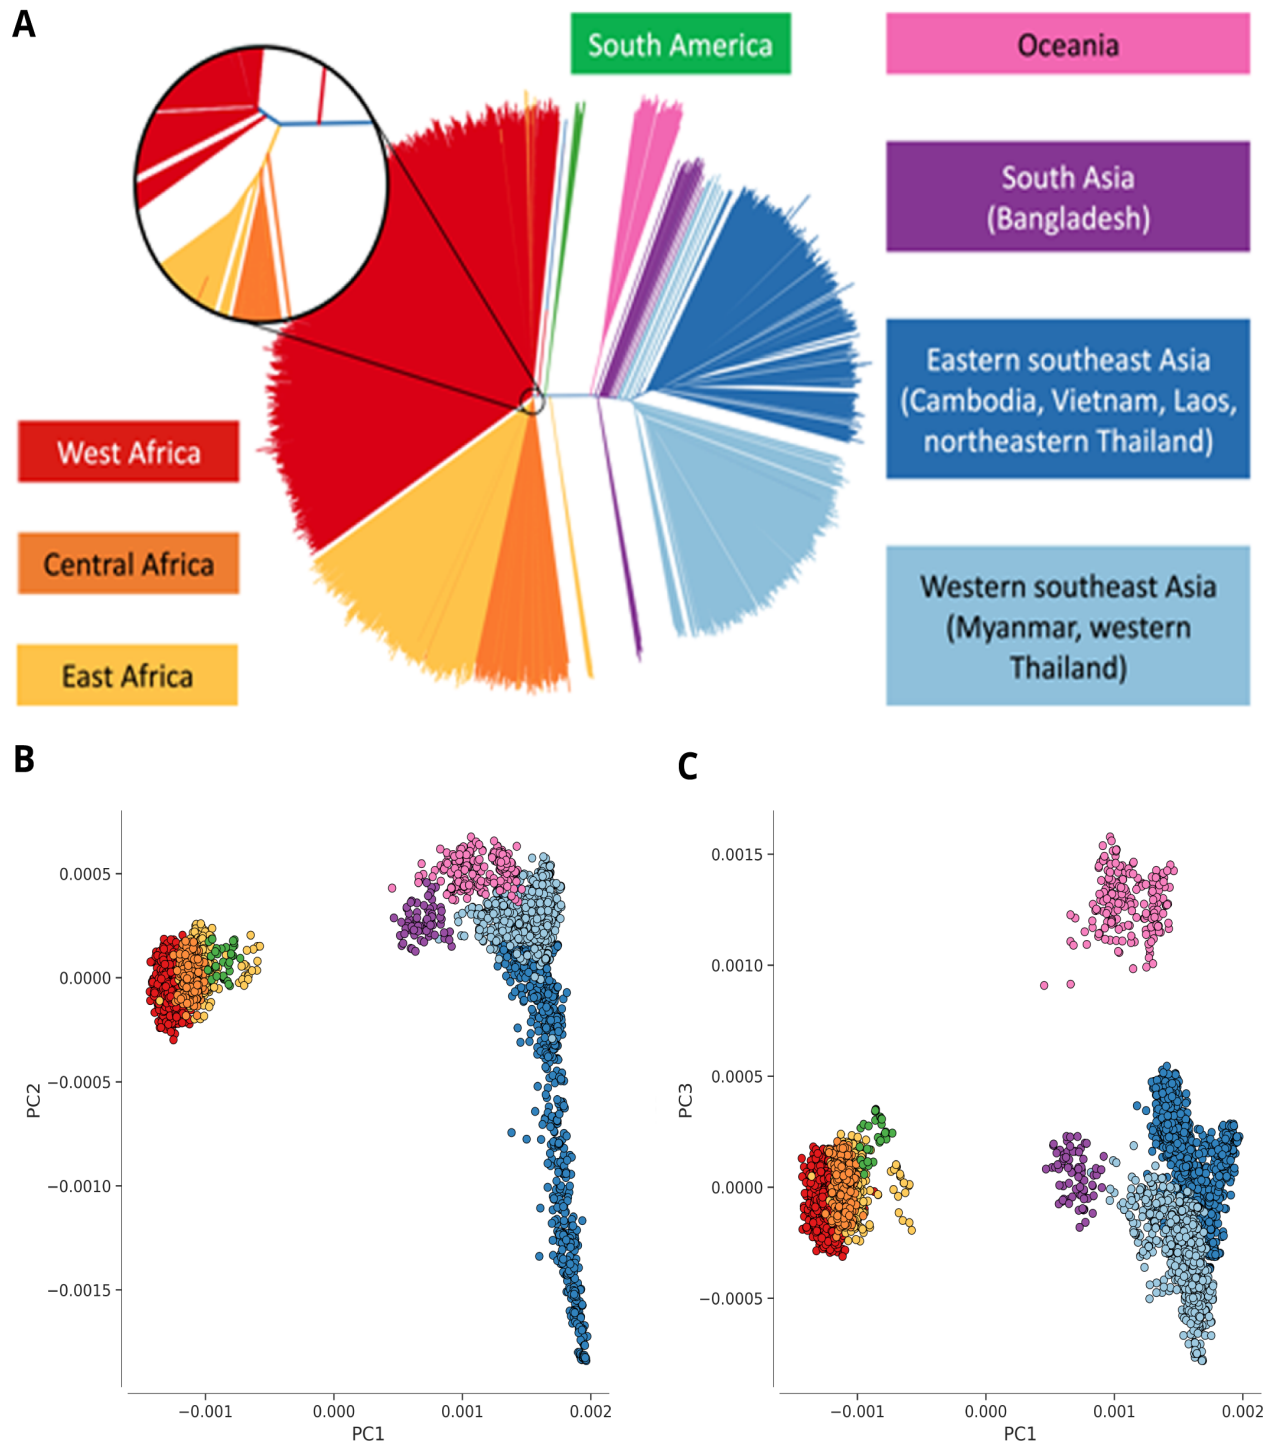 A
South America
Oceania
South Asia
(Bangladesh)
Eastern southeast Asia
(Cambodia, Vietnam, Laos,
northeastern Thailand)
West Africa
Central Africa
East Africa
Western southeast Asia
(Myanmar, western
Thailand)
B
0.0005
0.0000
−0.0005
−0.0010
−0.0015
PC2
−0.001
0.000
0.001
0.002
PC1
C
0.0015
0.0010
0.0005
0.0000
−0.0005
PC3
−0.001
0.000
0.001
0.002
PC1